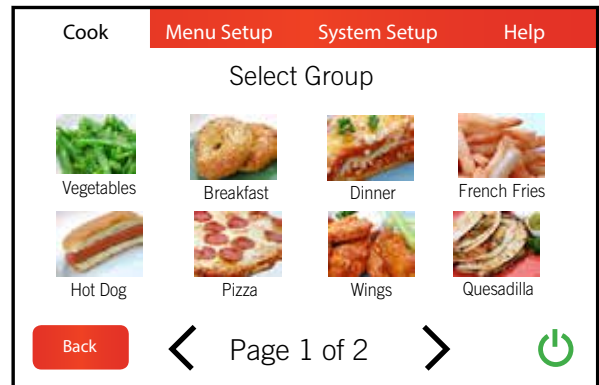 Cook Menu Setup System Setup Help
Select Group
Vegetables Breakfast Dinner French Fries
Hot Dog Pizza Wings Quesadilla
Back Page 1 of 2